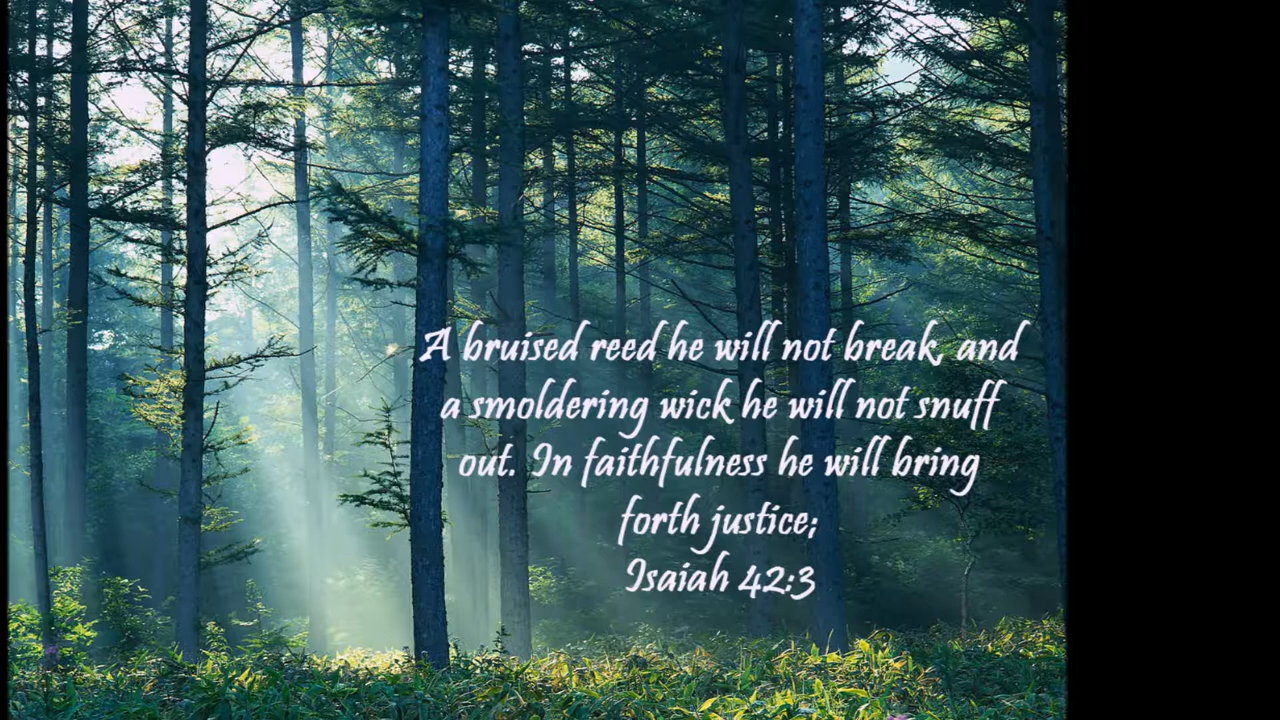 A bruised reed he will not break, and
a smoldering wick he will not snuff
out. In faithfulness he will bring
forth justice;
Isaiah 42:3